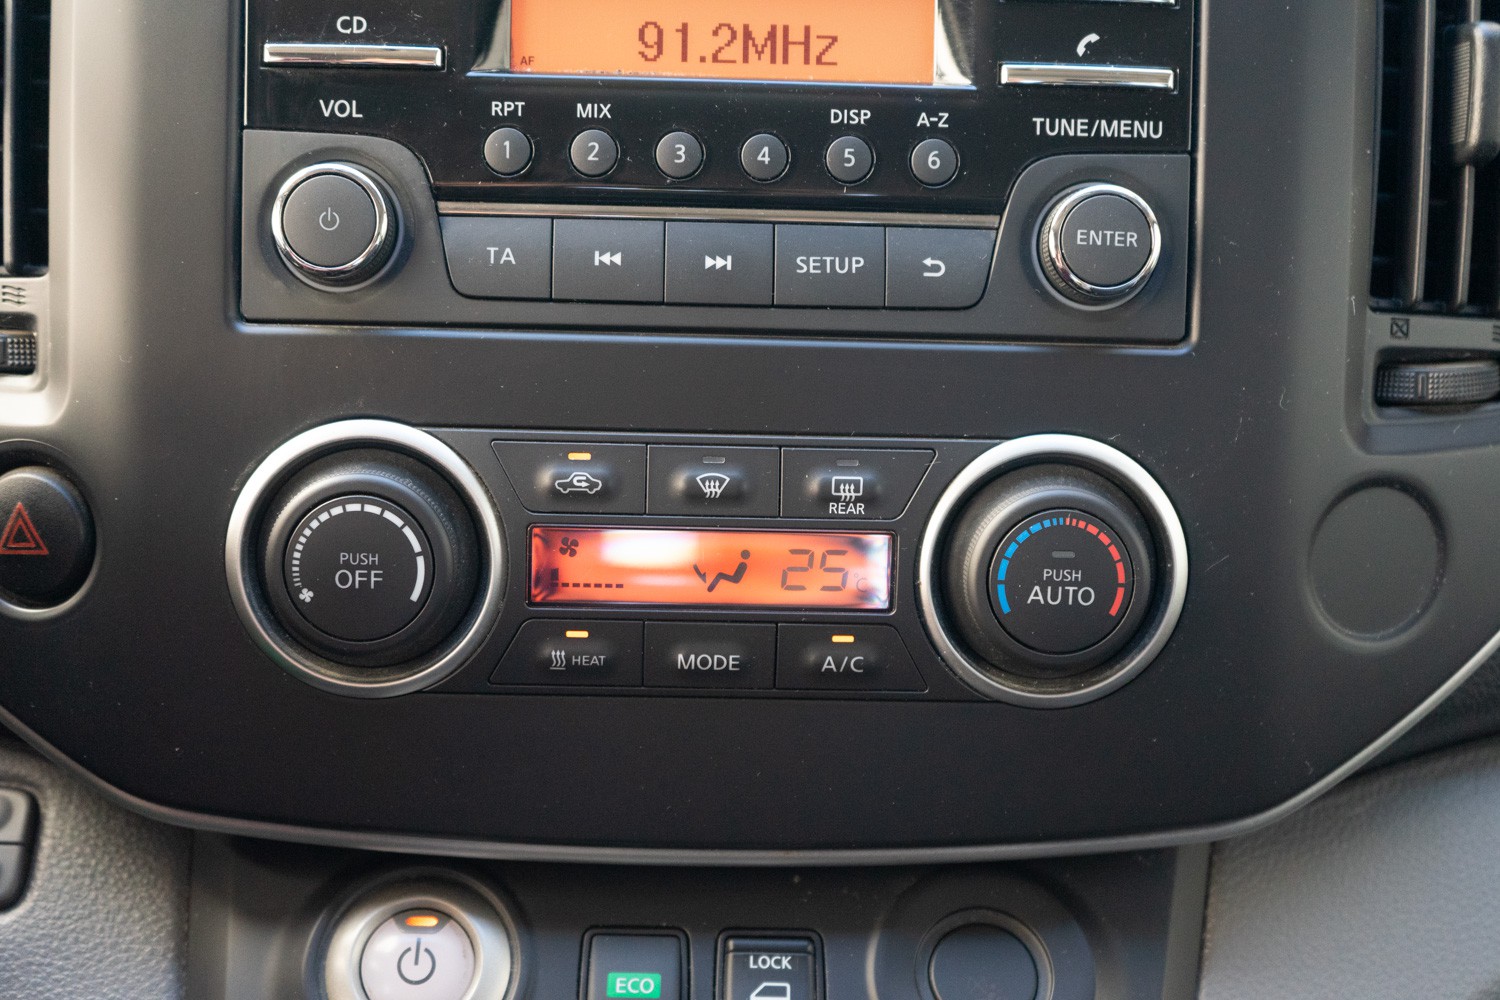 CD
91.2MHz
AF
VOL
RPT
MIX
DISP
A-Z
TUNE/MENU
1
2
3
4
5
6
TA
SETUP
ENTER
REAR
PUSH
OFF
25°C
PUSH
AUTO
HEAT
MODE
A/C
ECO
LOCK